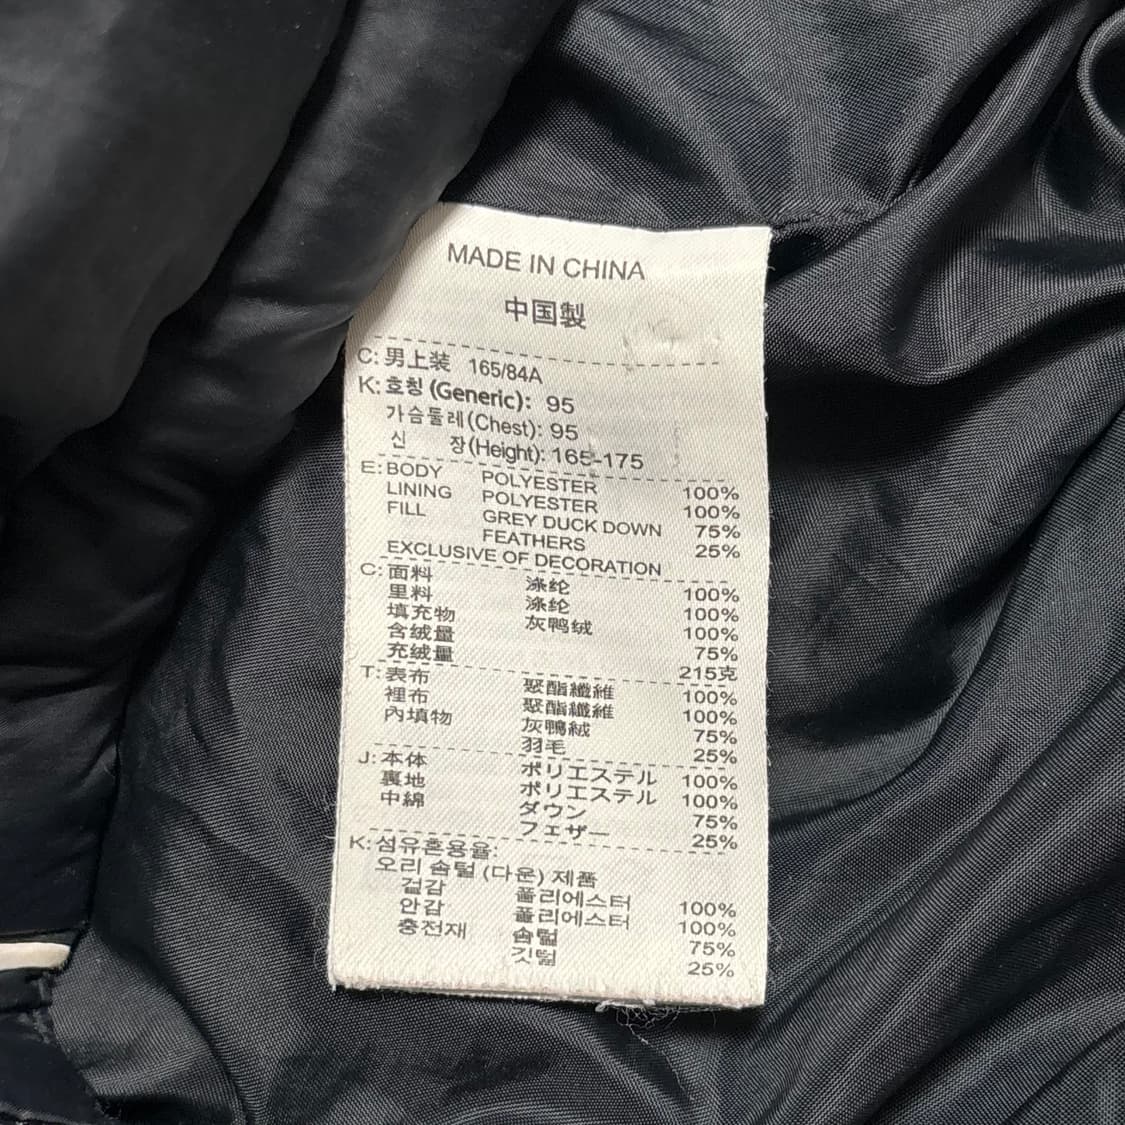 MADE IN CHINA
中国製
C: 男上装 165/84A
K: 호칭 (Generic): 95
가슴둘레(Chest): 95
신 장(Height): 165-175
E: BODY POLYESTER 100%
LINING POLYESTER 100%
FILL GREY DUCK DOWN 75%
FEATHERS 25%
EXCLUSIVE OF DECORATION
C: 面料 涤纶 100%
里料 涤纶 100%
填充物 灰鸭绒 100%
含绒量 75%
充绒量 215克
T: 表布 聚酯纖維 100%
裡布 聚酯纖維 100%
內填物 灰鴨絨 75%
羽毛 25%
J: 本体 ポリエステル 100%
裏地 ポリエステル 100%
中綿 ダウン 75%
フェザー 25%
K: 섬유혼용율:
오리 솜털 (다운) 제품
겉감 폴리에스터 100%
안감 폴리에스터 100%
충전재 솜털 75%
깃털 25%